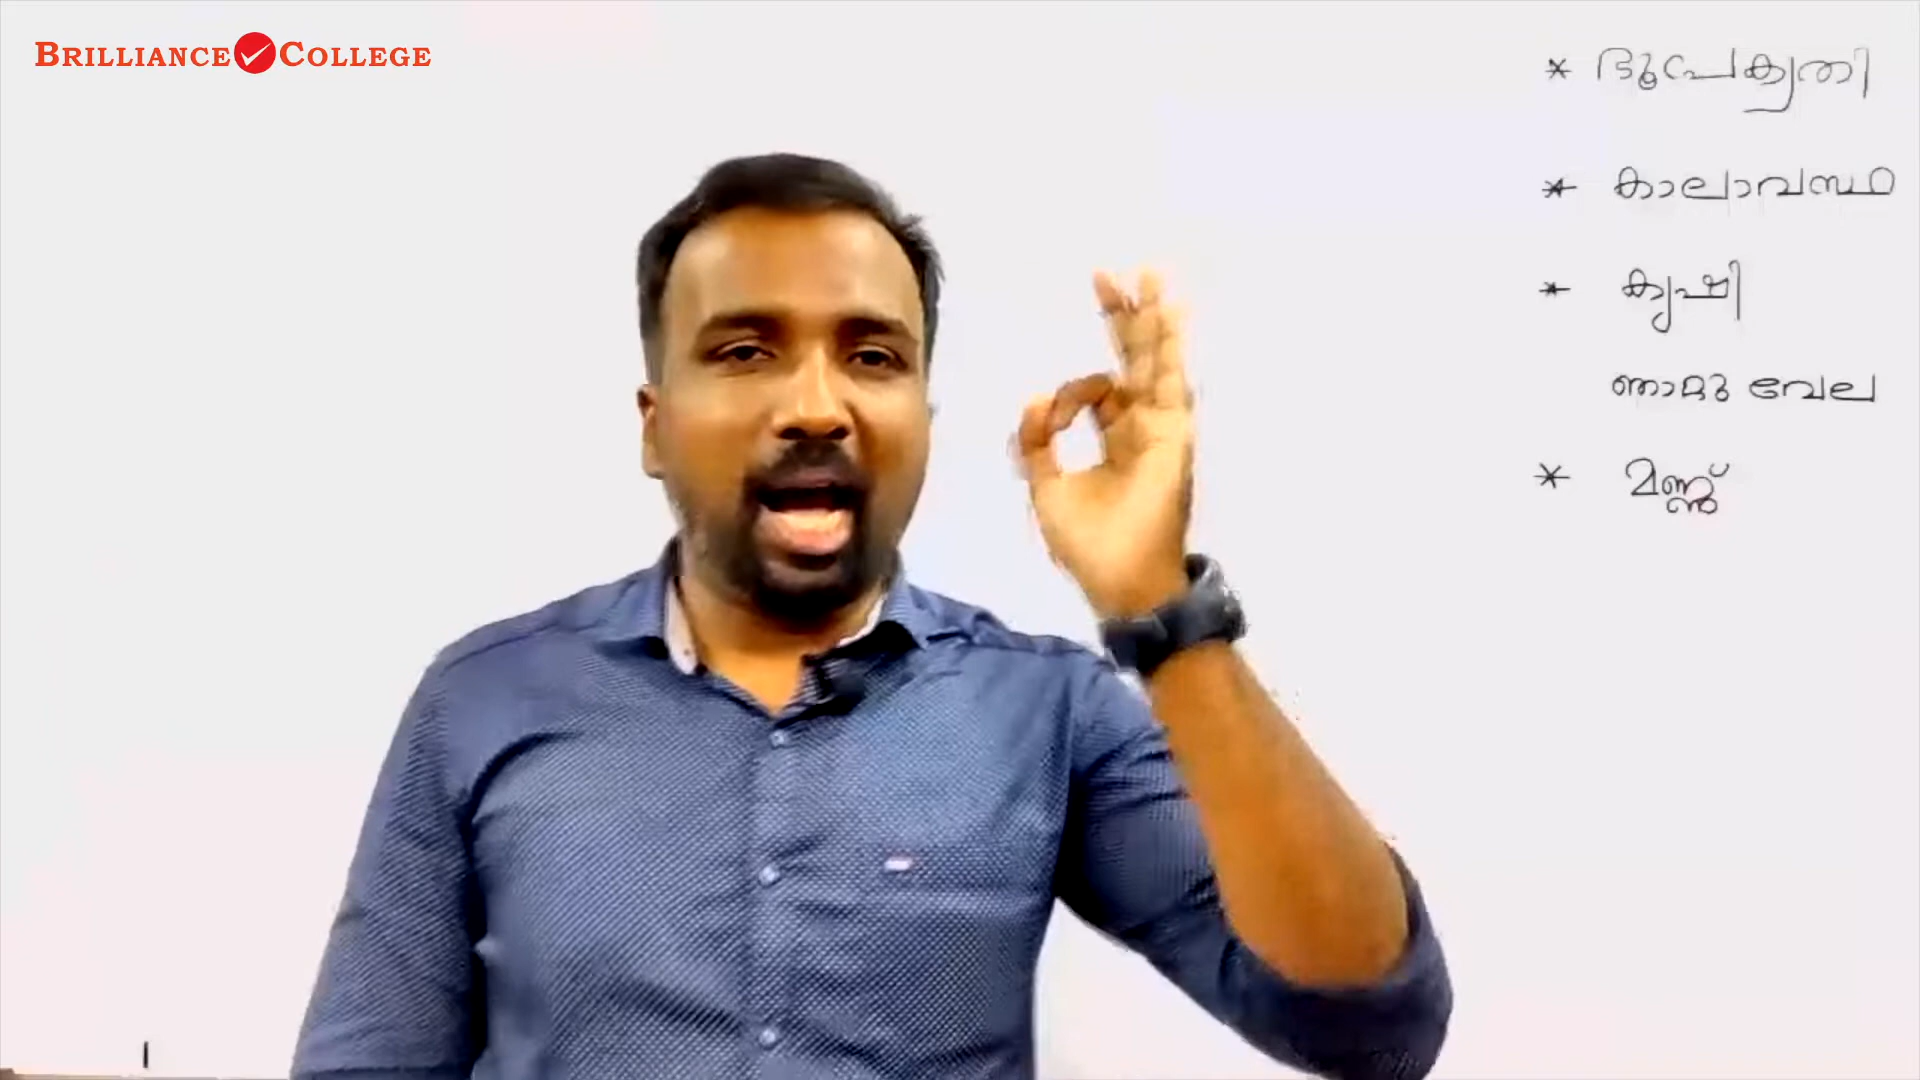 BRILLIANCE COLLEGE
* ഭൂപ്രകൃതി
* കാലാവസ്ഥ
* കൃഷി
ഞാറ്റു വേല
* മണ്ണ്